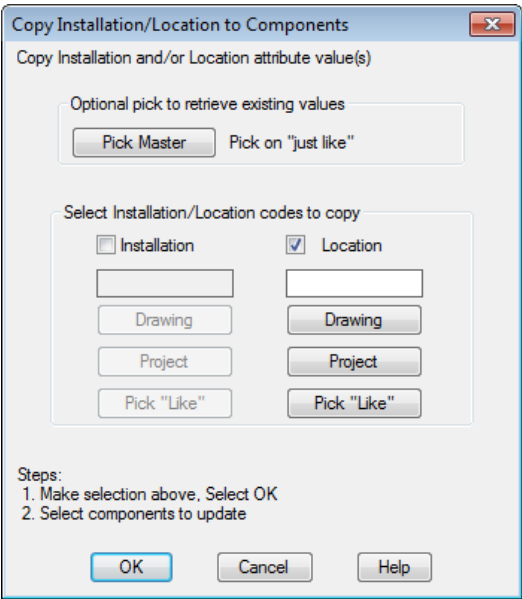 Copy Installation/Location to Components
Copy Installation and/or Location attribute value(s)
Optional pick to retrieve existing values
Pick Master Pick on "just like"
Select Installation/Location codes to copy
Installation Location
Drawing Drawing
Project Project
Pick "Like" Pick "Like"
Steps:
1. Make selection above, Select OK
2. Select components to update
OK Cancel Help